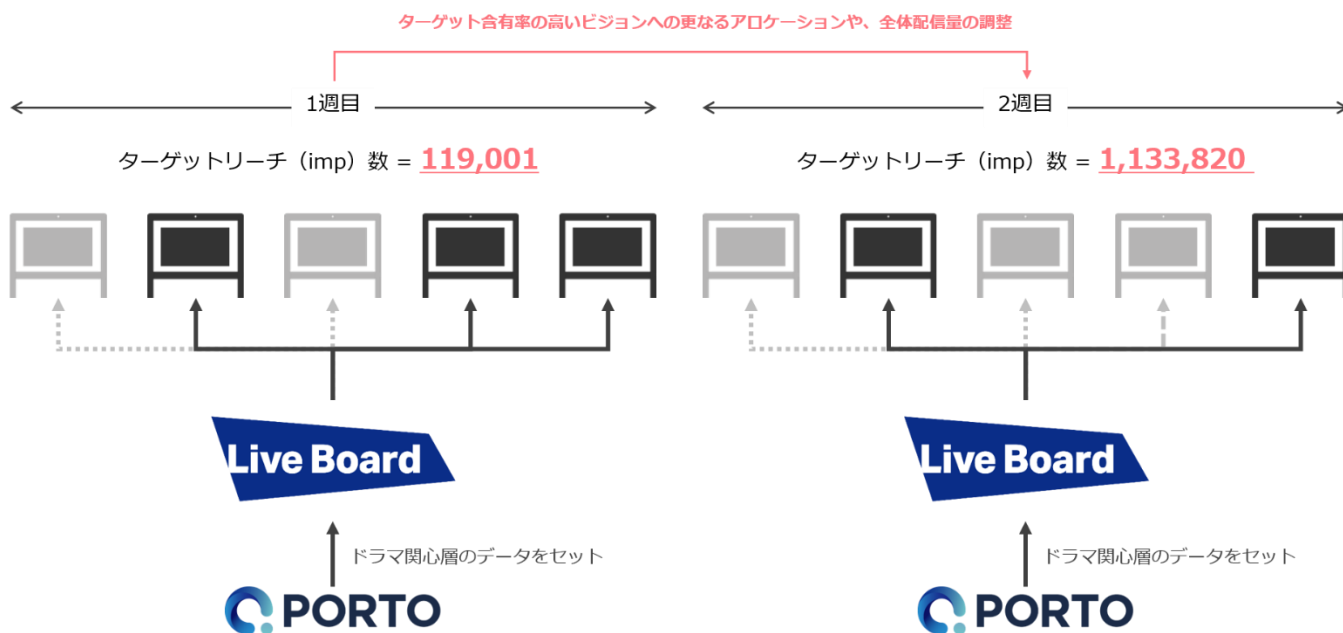 ターゲット含有率の高いビジョンへの更なるアロケーションや、全体配信量の調整
1週目
2週目
ターゲットリーチ（imp）数 = 119,001
ターゲットリーチ（imp）数 = 1,133,820
Live Board
Live Board
ドラマ関心層のデータをセット
ドラマ関心層のデータをセット
PORTO
PORTO